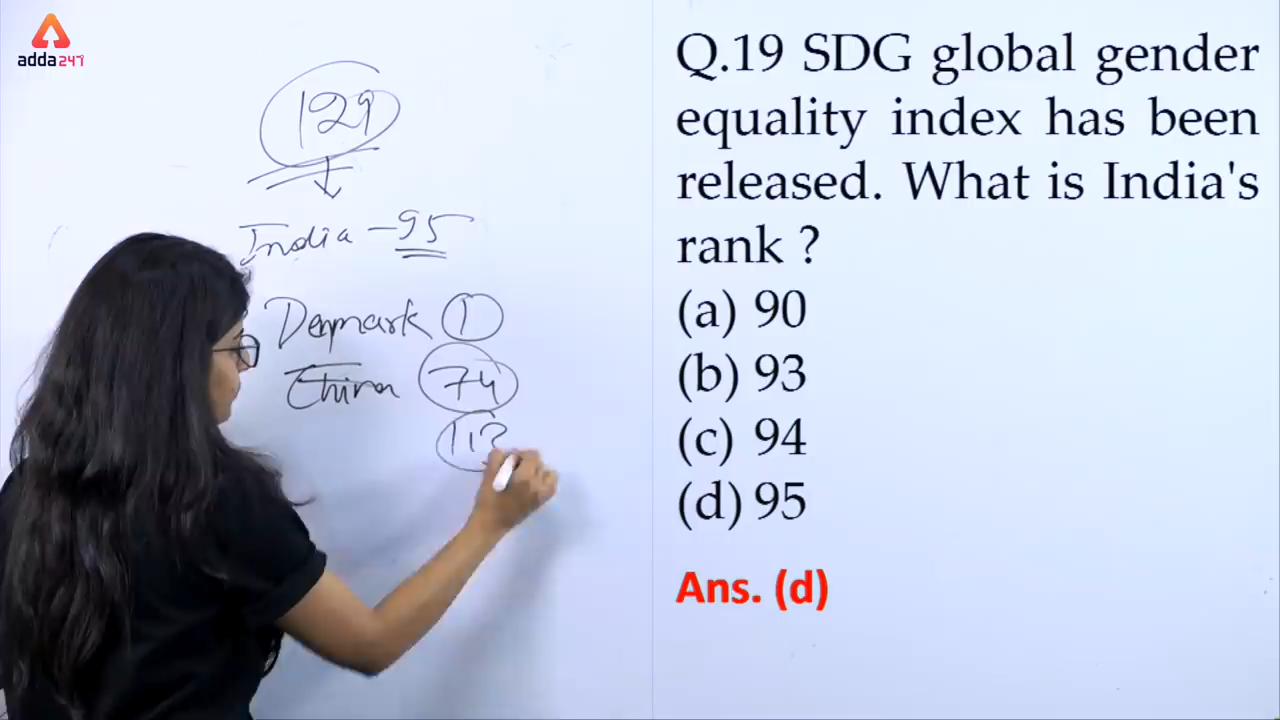 adda247
129
India - 95
Denmark 1
China 74
Q.19 SDG global gender
equality index has been
released. What is India's
rank ?
(a) 90
(b) 93
(c) 94
(d) 95
Ans. (d)